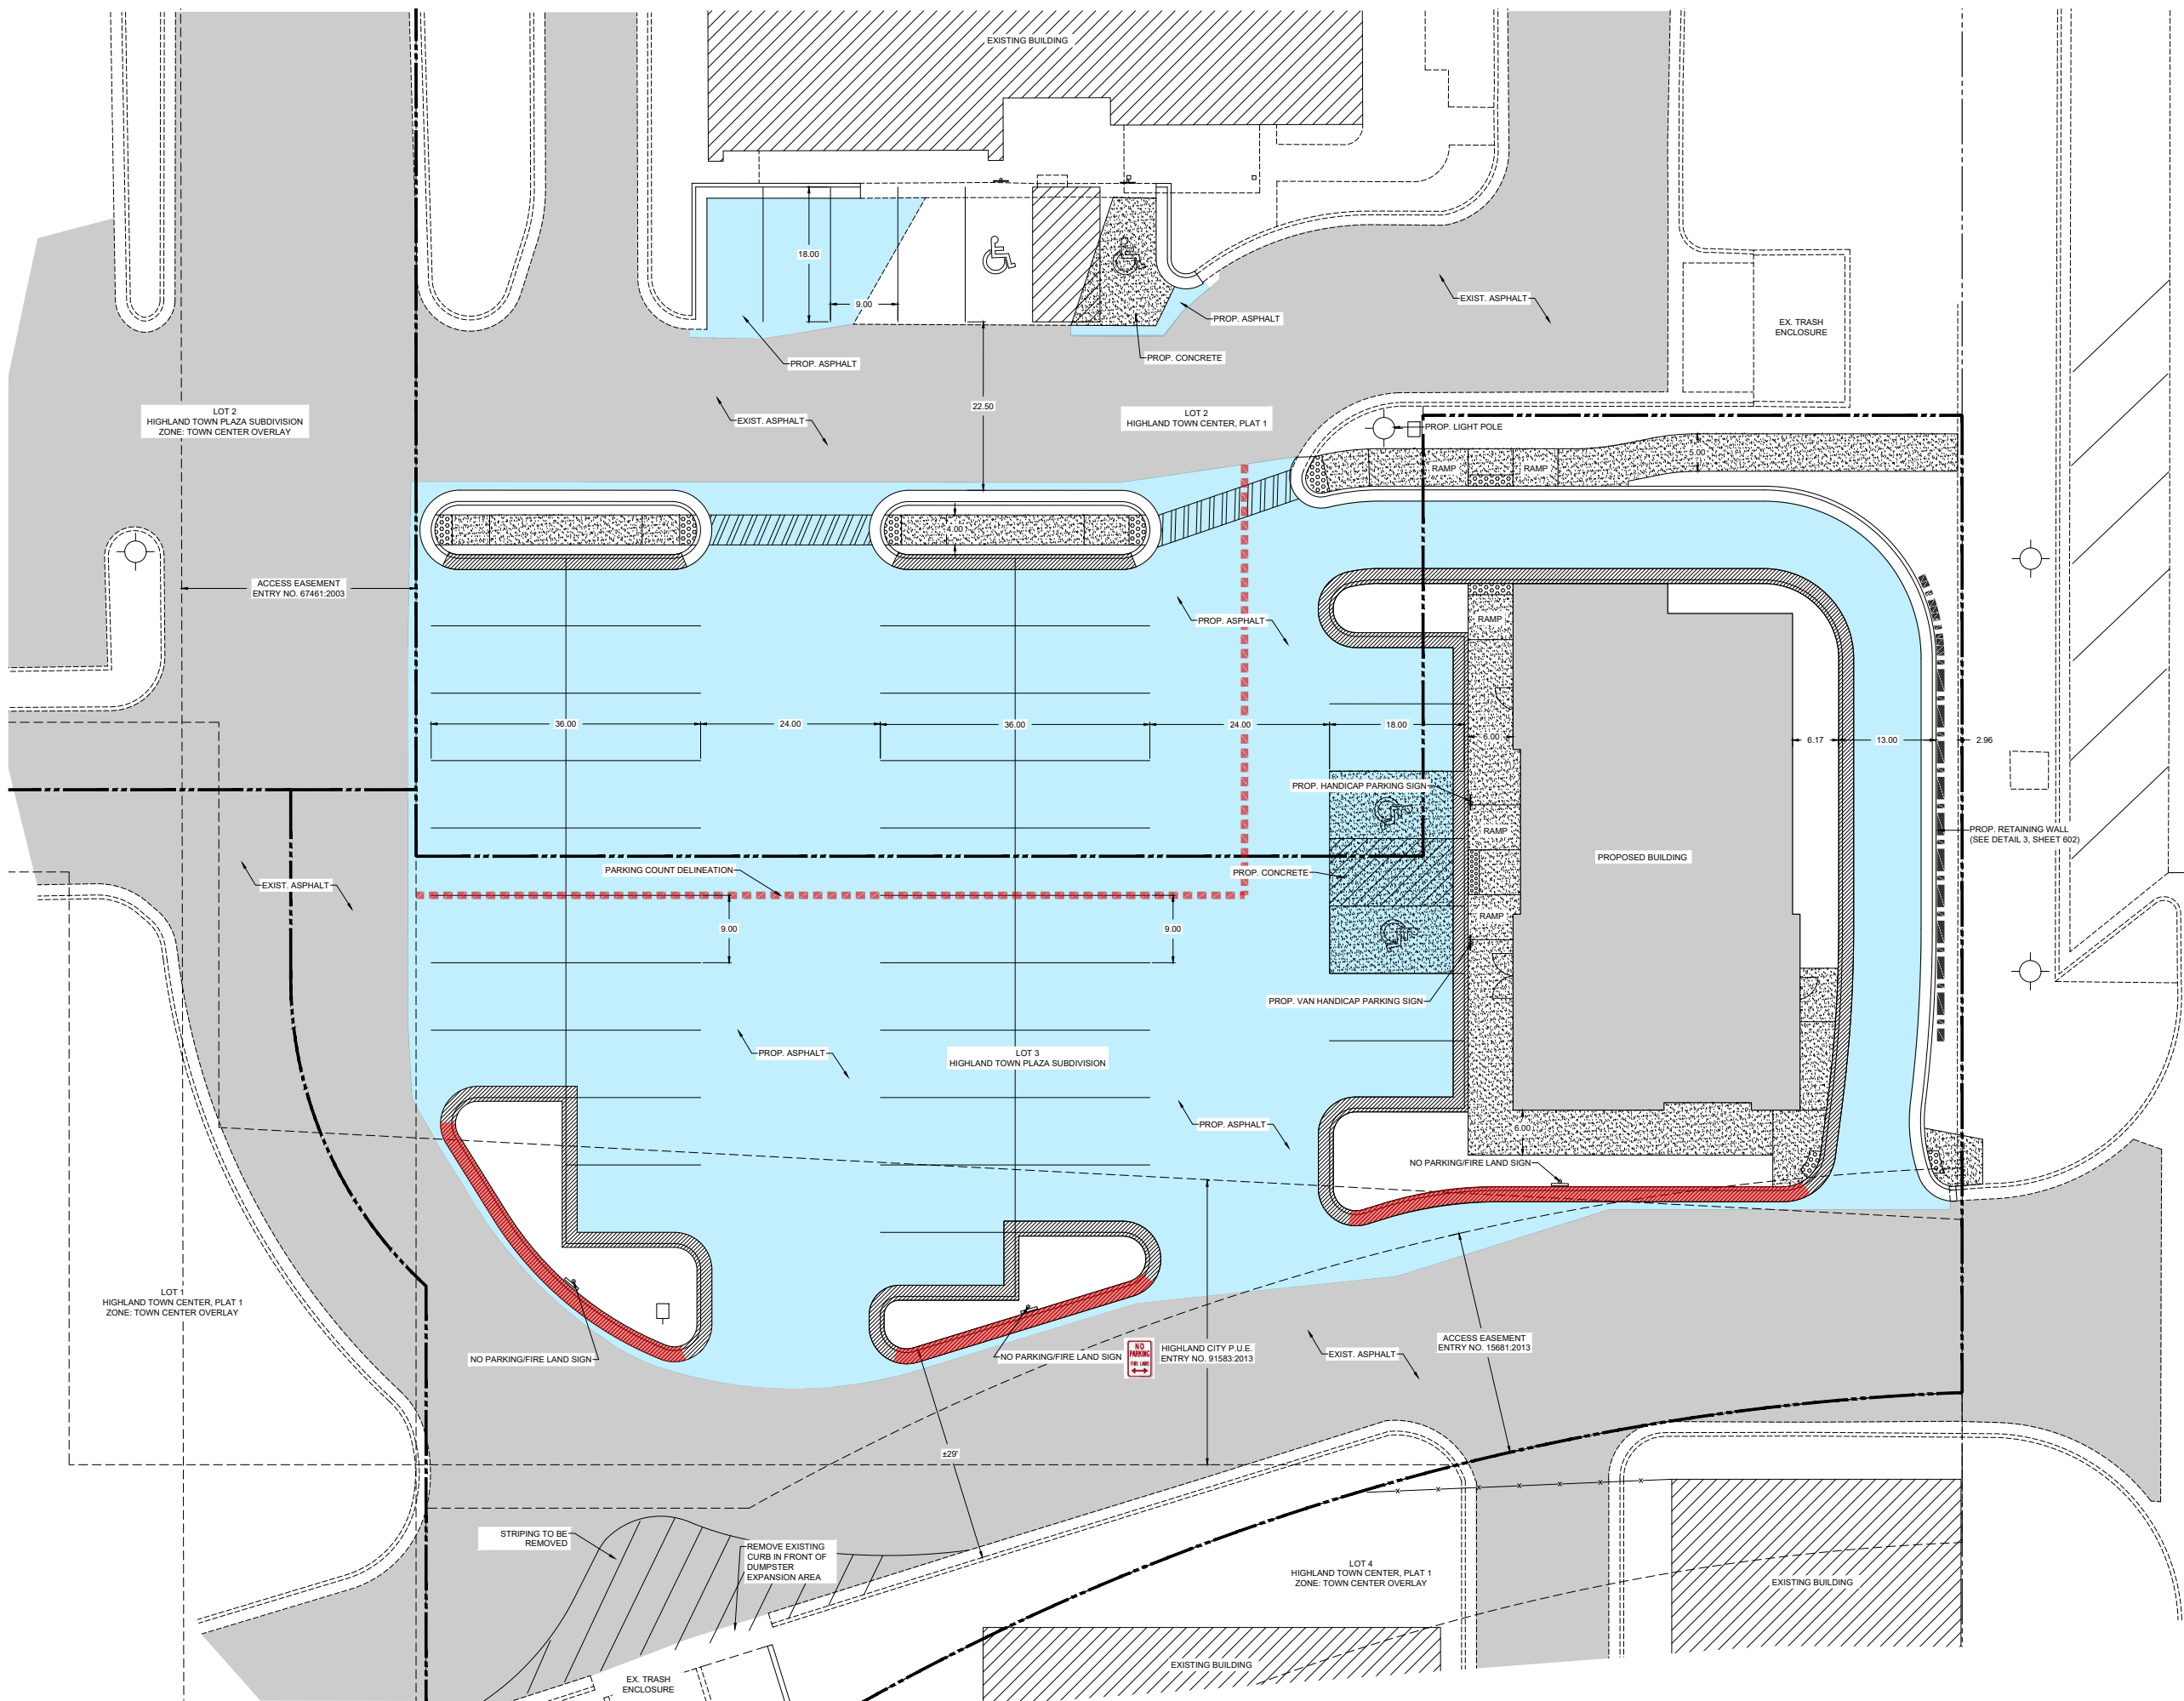 EXISTING BUILDING
18.00
9.00
EXIST. ASPHALT
PROP. ASPHALT
EX. TRASH
ENCLOSURE
PROP. ASPHALT
PROP. CONCRETE
22.50
LOT 2
HIGHLAND TOWN PLAZA SUBDIVISION
ZONE: TOWN CENTER OVERLAY
EXIST. ASPHALT
LOT 2
HIGHLAND TOWN CENTER, PLAT 1
PROP. LIGHT POLE
RAMP
RAMP
5.00
4.00
ACCESS EASEMENT
ENTRY NO. 67461:2003
PROP. ASPHALT
RAMP
36.00
24.00
36.00
24.00
18.00
6.00
6.17
13.00
2.96
PROP. HANDICAP PARKING SIGN
RAMP
PROP. RETAINING WALL
(SEE DETAIL 3, SHEET 602)
PROPOSED BUILDING
PARKING COUNT DELINEATION
PROP. CONCRETE
EXIST. ASPHALT
9.00
9.00
RAMP
PROP. VAN HANDICAP PARKING SIGN
PROP. ASPHALT
LOT 3
HIGHLAND TOWN PLAZA SUBDIVISION
PROP. ASPHALT
6.00
NO PARKING/FIRE LAND SIGN
LOT 1
HIGHLAND TOWN CENTER, PLAT 1
ZONE: TOWN CENTER OVERLAY
NO PARKING/FIRE LAND SIGN
NO PARKING/FIRE LAND SIGN
NO
PARKING
FIRE LANE
HIGHLAND CITY P.U.E.
ENTRY NO. 91583:2013
EXIST. ASPHALT
ACCESS EASEMENT
ENTRY NO. 15681:2013
±29'
STRIPING TO BE
REMOVED
REMOVE EXISTING
CURB IN FRONT OF
DUMPSTER
EXPANSION AREA
LOT 4
HIGHLAND TOWN CENTER, PLAT 1
ZONE: TOWN CENTER OVERLAY
EXISTING BUILDING
EXISTING BUILDING
EX. TRASH
ENCLOSURE